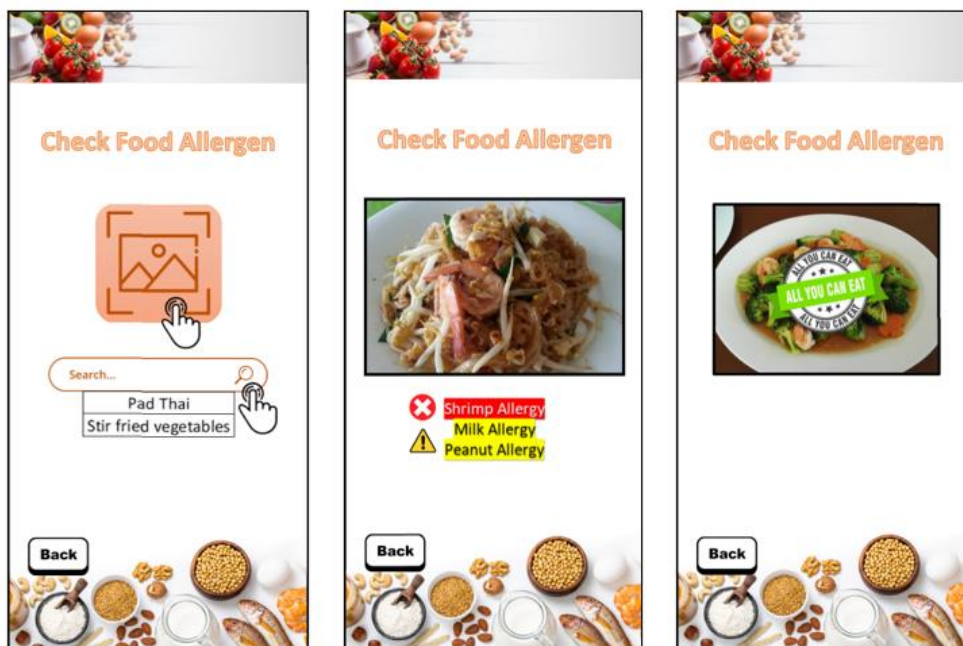 Check Food Allergen
Search...
Pad Thai
Stir fried vegetables
Back
Check Food Allergen
Shrimp Allergy
Milk Allergy
Peanut Allergy
Back
Check Food Allergen
ALL YOU CAN EAT
ALL YOU CAN EAT
ALL YOU CAN EAT
Back